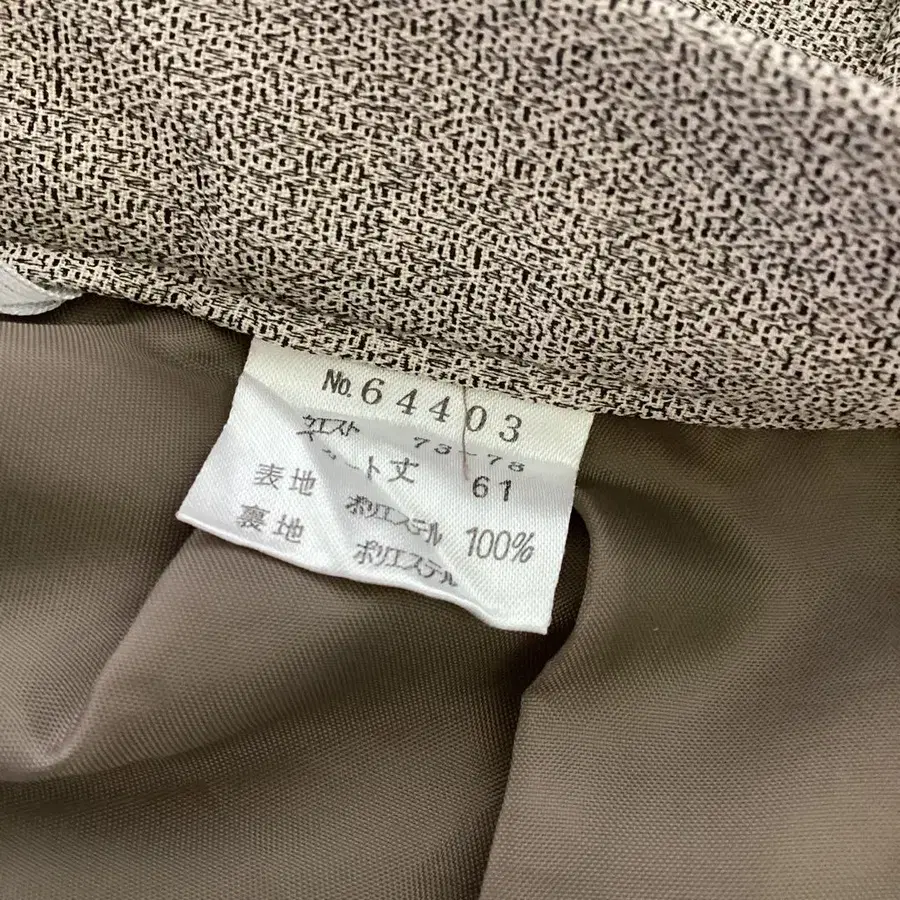 No. 64403
ウエスト 73-78
ート丈 61
表地 ポリエステル 100%
裏地 ポリエステル